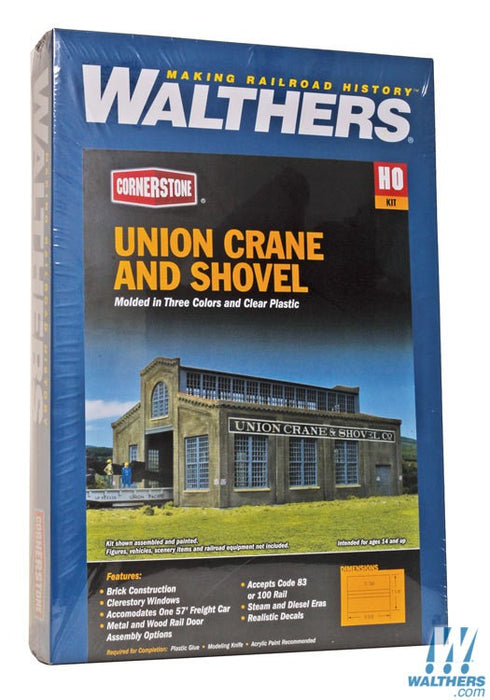 MAKING RAILROAD HISTORY™
WALTHERS®
WALTHERS
CORNERSTONE®
HO
KIT
UNION CRANE
AND SHOVEL
Molded in Three Colors and Clear Plastic
UNION CRANE & SHOVEL CO
UNION PACIFIC
Kit shown assembled and painted.
Figures, vehicles, scenery items and railroad equipment not included.
Intended for ages 14 and up
Features:
• Brick Construction
• Clerestory Windows
• Accomodates One 57' Freight Car
• Metal and Wood Rail Door
Assembly Options
• Accepts Code 83
or 100 Rail
• Steam and Diesel Eras
• Realistic Decals
DIMENSIONS
Required for Completion: Plastic Glue • Modeling Knife • Acrylic Paint Recommended
CORNERSTONE
W
WALTHERS
.com